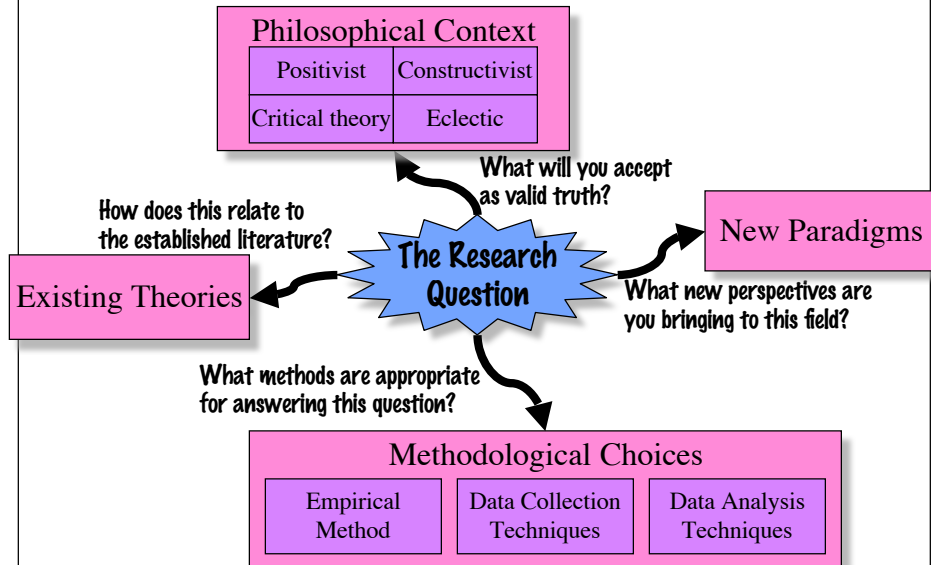 Philosophical Context
Positivist
Constructivist
Critical theory
Eclectic
What will you accept
as valid truth?
How does this relate to
the established literature?
The Research
Question
New Paradigms
Existing Theories
What new perspectives are
you bringing to this field?
What methods are appropriate
for answering this question?
Methodological Choices
Empirical
Method
Data Collection
Techniques
Data Analysis
Techniques